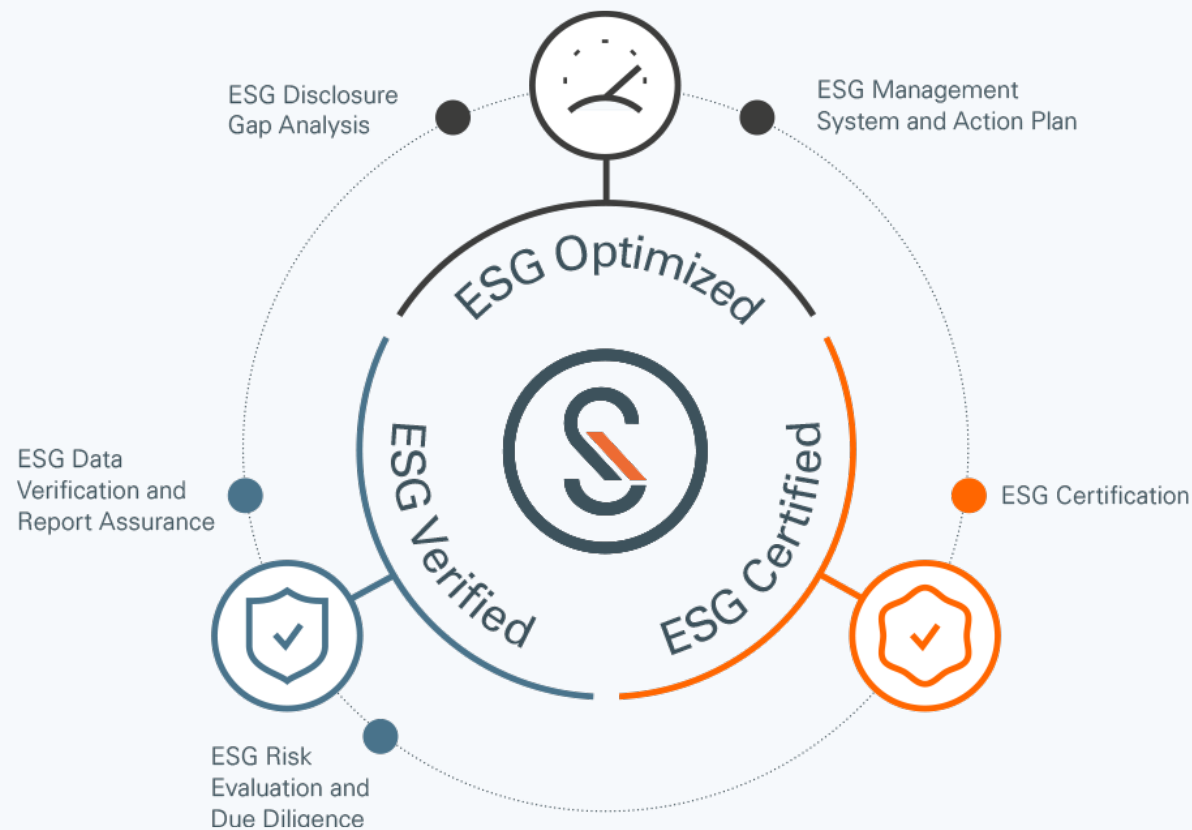 ESG Disclosure
Gap Analysis
ESG Management
System and Action Plan
ESG Optimized
ESG Verified
ESG Certified
ESG Data
Verification and
Report Assurance
ESG Certification
ESG Risk
Evaluation and
Due Diligence